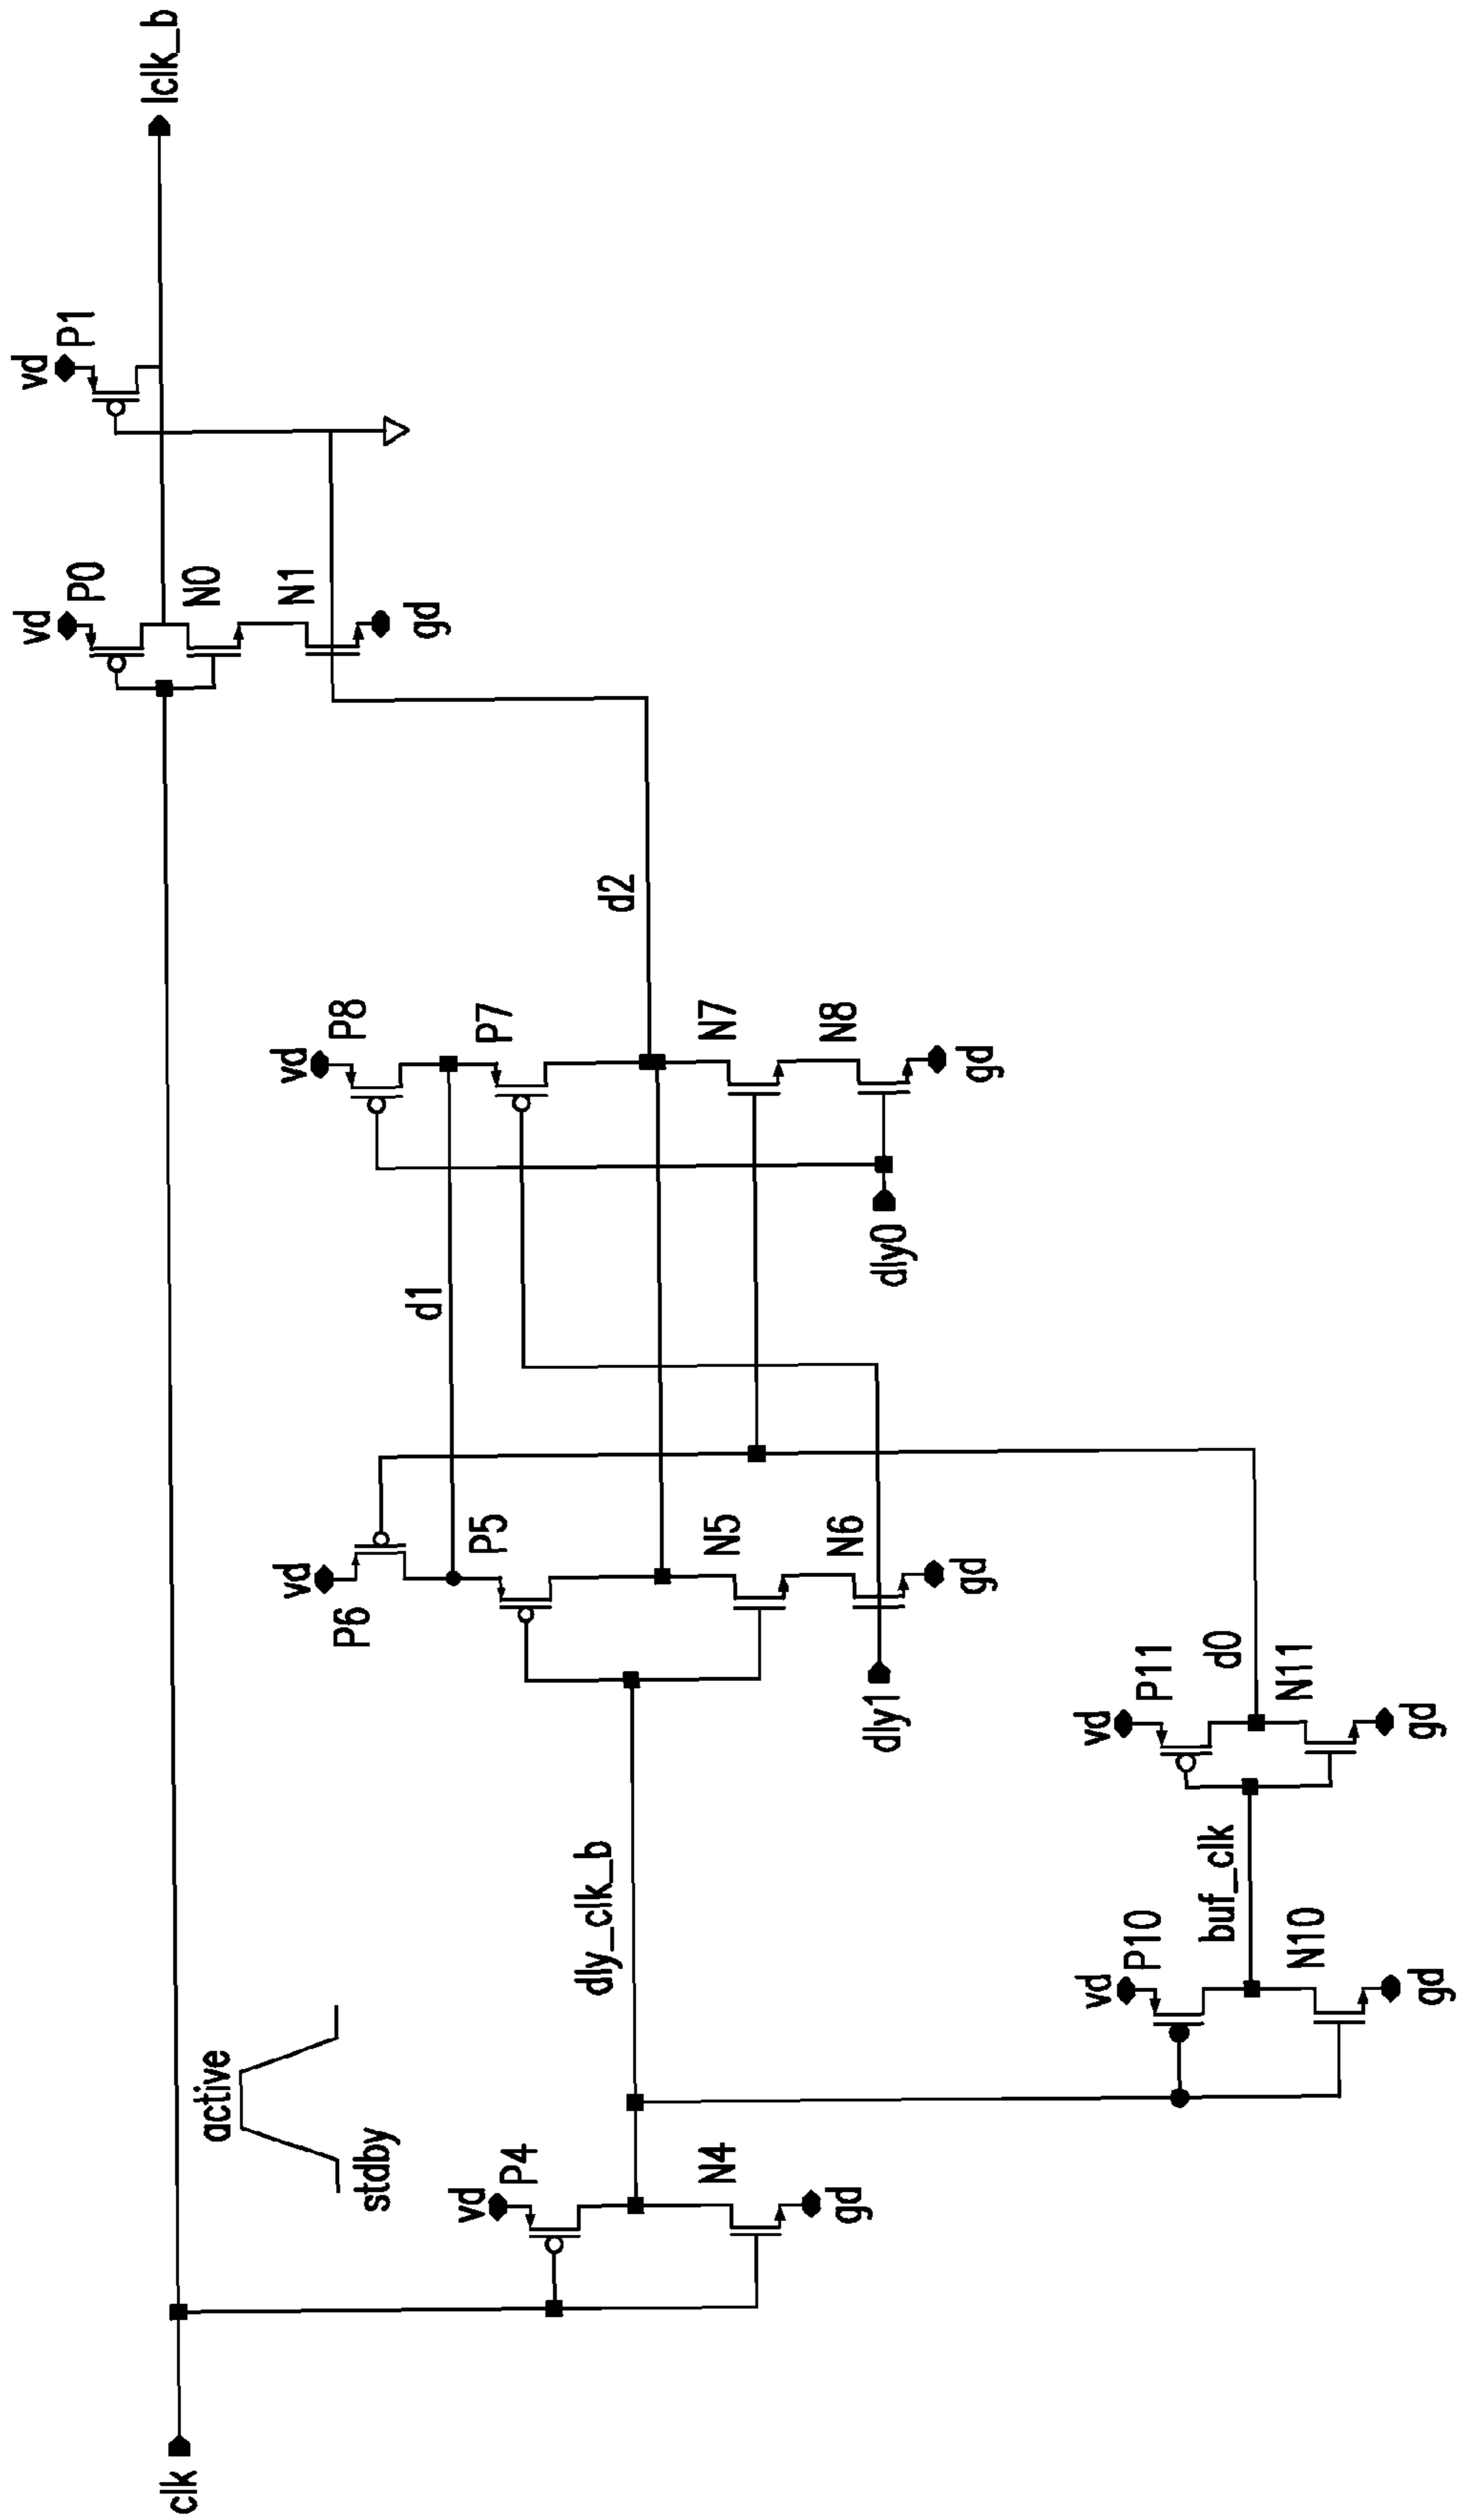 clk
active
stdby
vd
P4
N4
gd
dly_clk_b
vd
P10
N10
gd
buf_clk
vd
P11
d0
N11
gd
vd
P6
P5
N5
N6
gd
dly1
d1
vd
P8
P7
N7
N8
gd
dly0
d2
vd
P0
N0
N1
gd
vd
P1
lclk_b